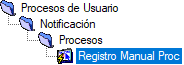 Procesos de Usuario
Notificación
Procesos
Registro Manual Proc